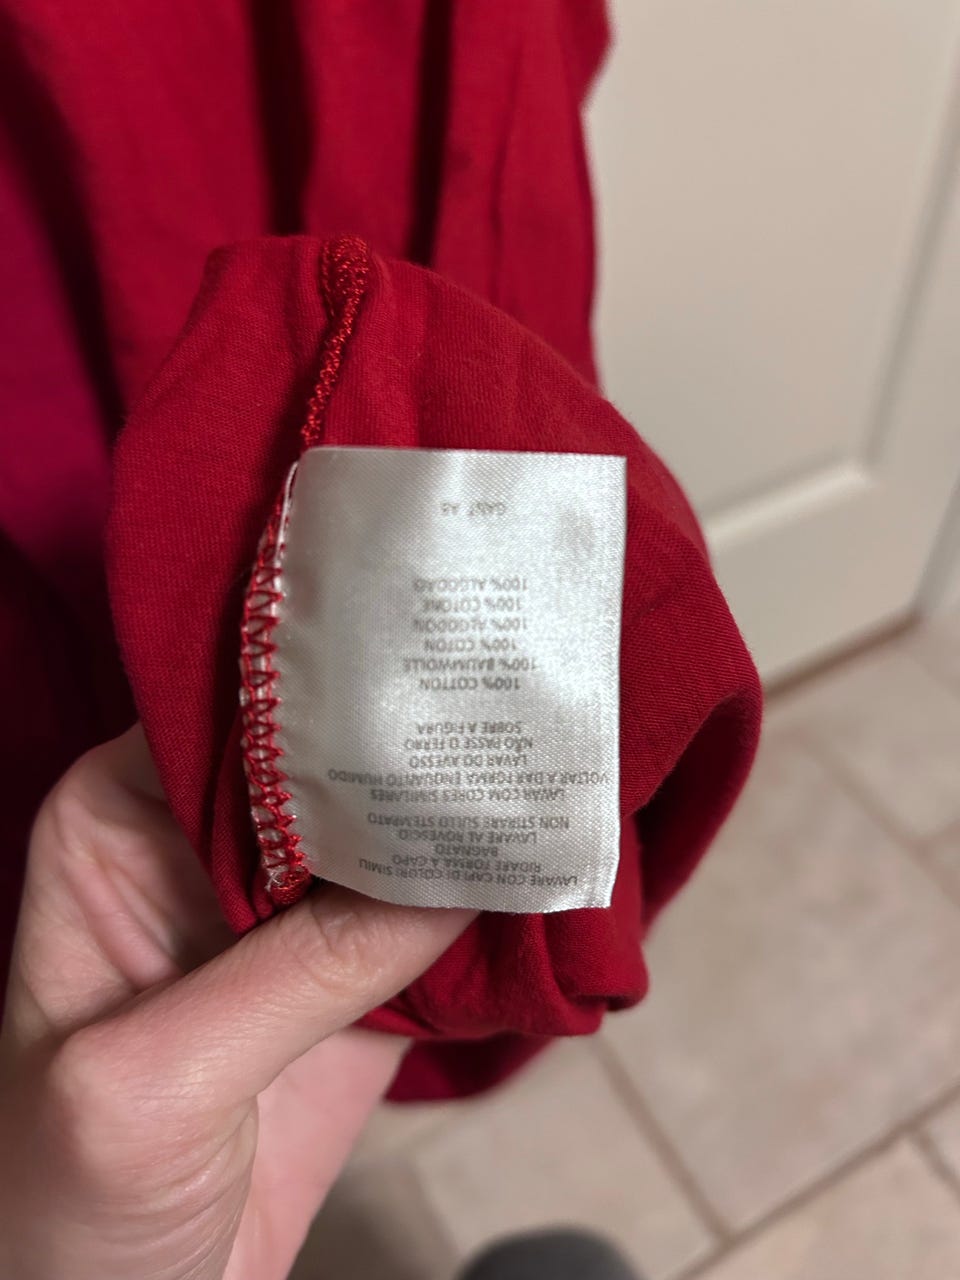 LAVARE CON CAPI DI COLORI SIMILI
RIDARE FORMA A CAPO
BAGNATO
LAVARE AL ROVESCIO
NON STIRARE SULLO STEMPATO
LAVAR COM CORES SIMILARES
VOLTAR A DAR FORMA ENQUANTO HUMIDO
LAVAR DO AVESSO
NÃO PASSE O FERRO
SOBRE A FIGURA
100% COTTON
100% BAUMWOLLE
100% COTON
100% ALGODON
100% COTONE
100% ALGODAO